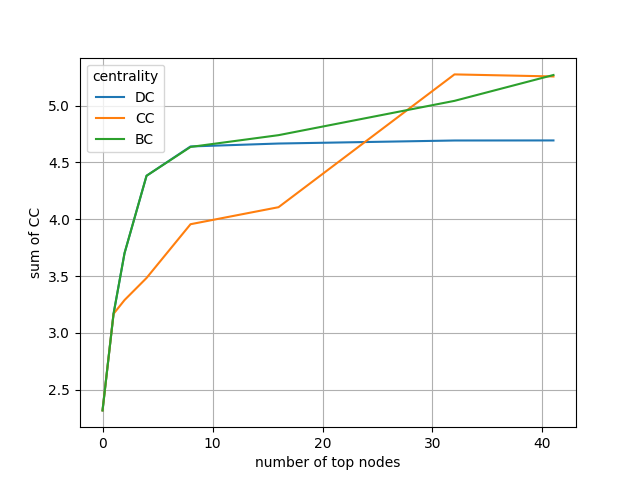 centrality
DC
CC
BC
5.0
4.5
4.0
3.5
3.0
2.5
sum of CC
0 10 20 30 40
number of top nodes